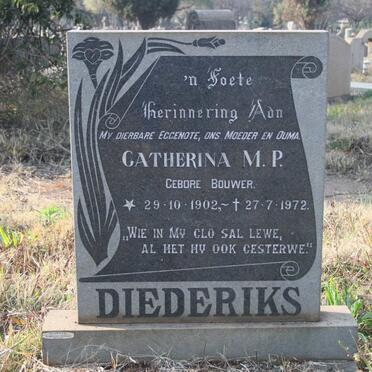 'n Soete
Herinnering Aan
MY DIERBARE EGGENOTE, ONS MOEDER EN OUMA.
CATHERINA M.P.
GEBORE BOUWER.
★ 29-10-1902,~✝ 27-7-1972.
„WIE IN MY GLO SAL LEWE,
AL HET HY OOK GESTERWE."
DIEDERIKS